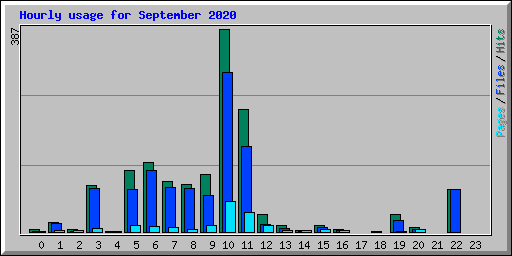 Hourly usage for September 2020
387
Pages/Files/Hits
0 1 2 3 4 5 6 7 8 9 10 11 12 13 14 15 16 17 18 19 20 21 22 23